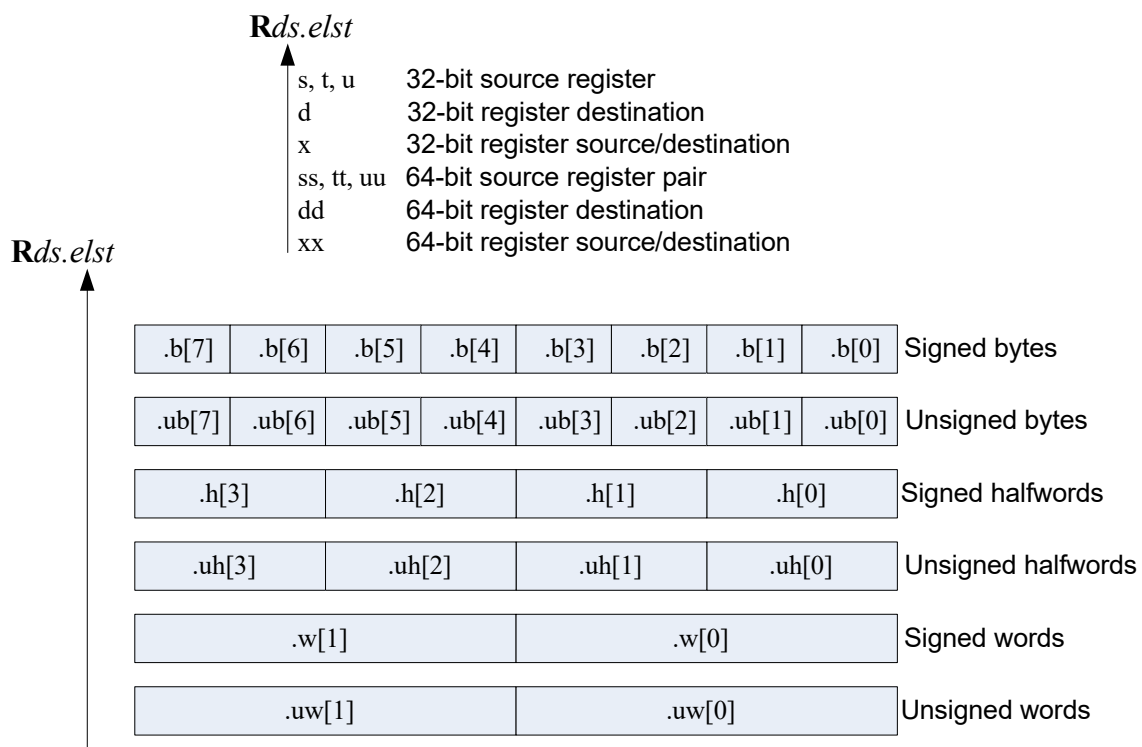 Rds.elst
s, t, u 32-bit source register
d 32-bit register destination
x 32-bit register source/destination
ss, tt, uu 64-bit source register pair
dd 64-bit register destination
xx 64-bit register source/destination
Rds.elst
.b[7] .b[6] .b[5] .b[4] .b[3] .b[2] .b[1] .b[0] Signed bytes
.ub[7] .ub[6] .ub[5] .ub[4] .ub[3] .ub[2] .ub[1] .ub[0] Unsigned bytes
.h[3] .h[2] .h[1] .h[0] Signed halfwords
.uh[3] .uh[2] .uh[1] .uh[0] Unsigned halfwords
.w[1] .w[0] Signed words
.uw[1] .uw[0] Unsigned words